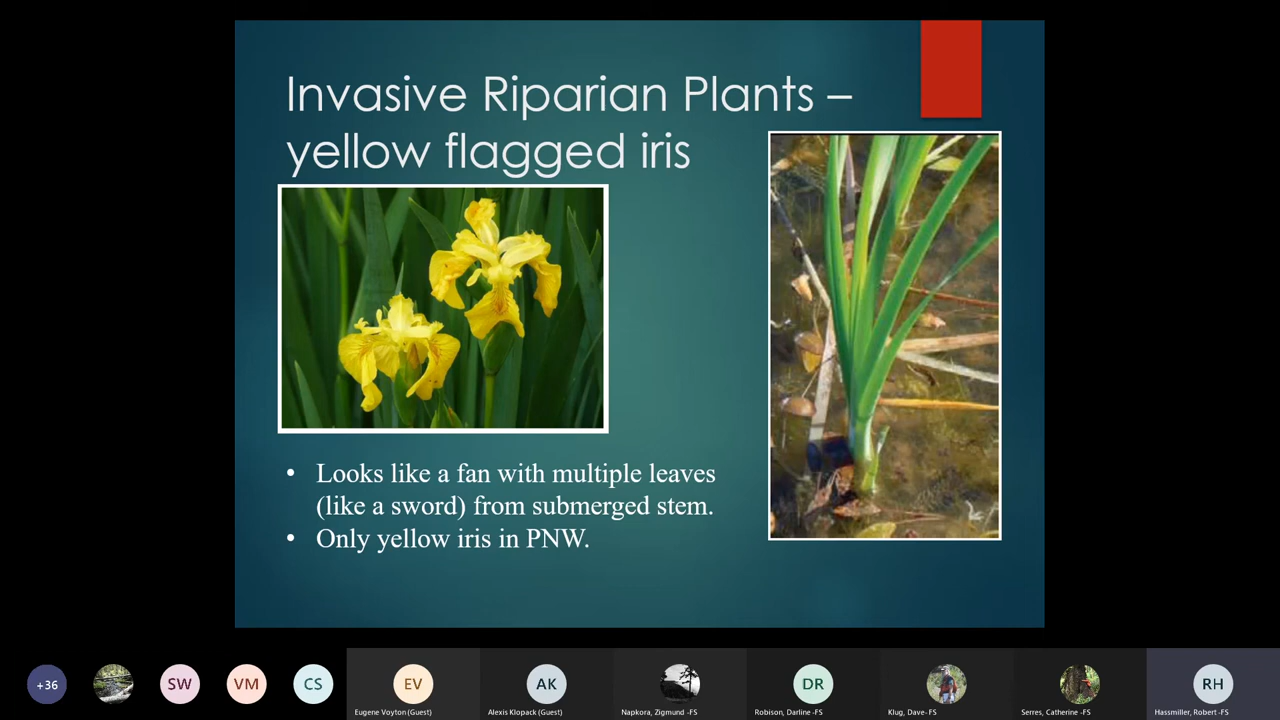 Invasive Riparian Plants –
yellow flagged iris
• Looks like a fan with multiple leaves
(like a sword) from submerged stem.
• Only yellow iris in PNW.
+36
SW
VM
CS
EV
AK
DR
RH
Eugene Voyton (Guest)
Alexis Klopack (Guest)
Napkora, Zigmund -FS
Robison, Darline -FS
Klug, Dave- FS
Serres, Catherine -FS
Hassmiller, Robert -FS